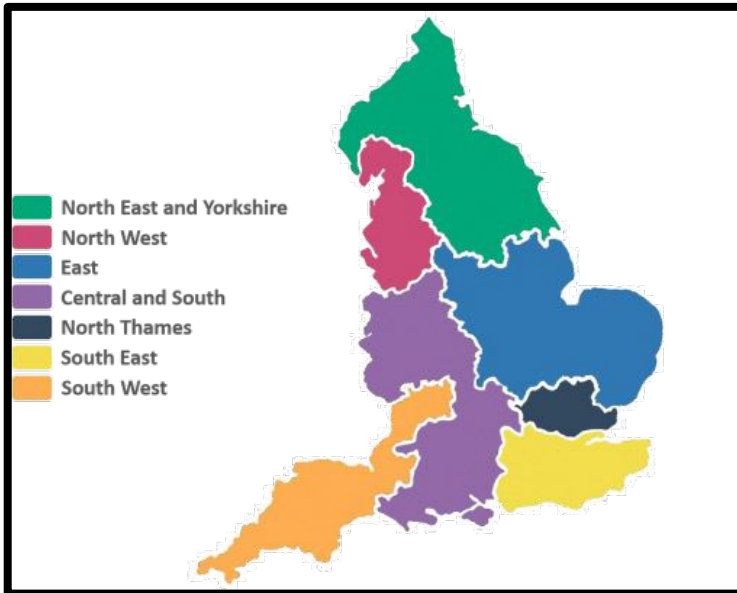 North East and Yorkshire
North West
East
Central and South
North Thames
South East
South West